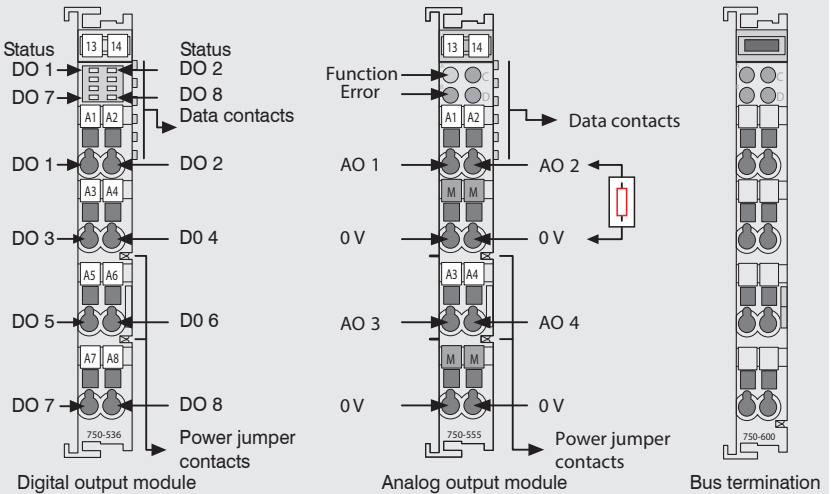 13 14
Status
Status
DO 1
DO 2
DO 7
DO 8
Data contacts
A1 A2
DO 1
DO 2
A3 A4
DO 3
D0 4
A5 A6
DO 5
D0 6
A7 A8
DO 7
DO 8
750-536
Power jumper
contacts
Digital output module
13 14
Function
C
Error
D
A1 A2
Data contacts
AO 1
AO 2
M M
0 V
0 V
A3 A4
AO 3
AO 4
M M
0 V
0 V
750-555
Power jumper
contacts
Analog output module
C
D
750-600
Bus termination